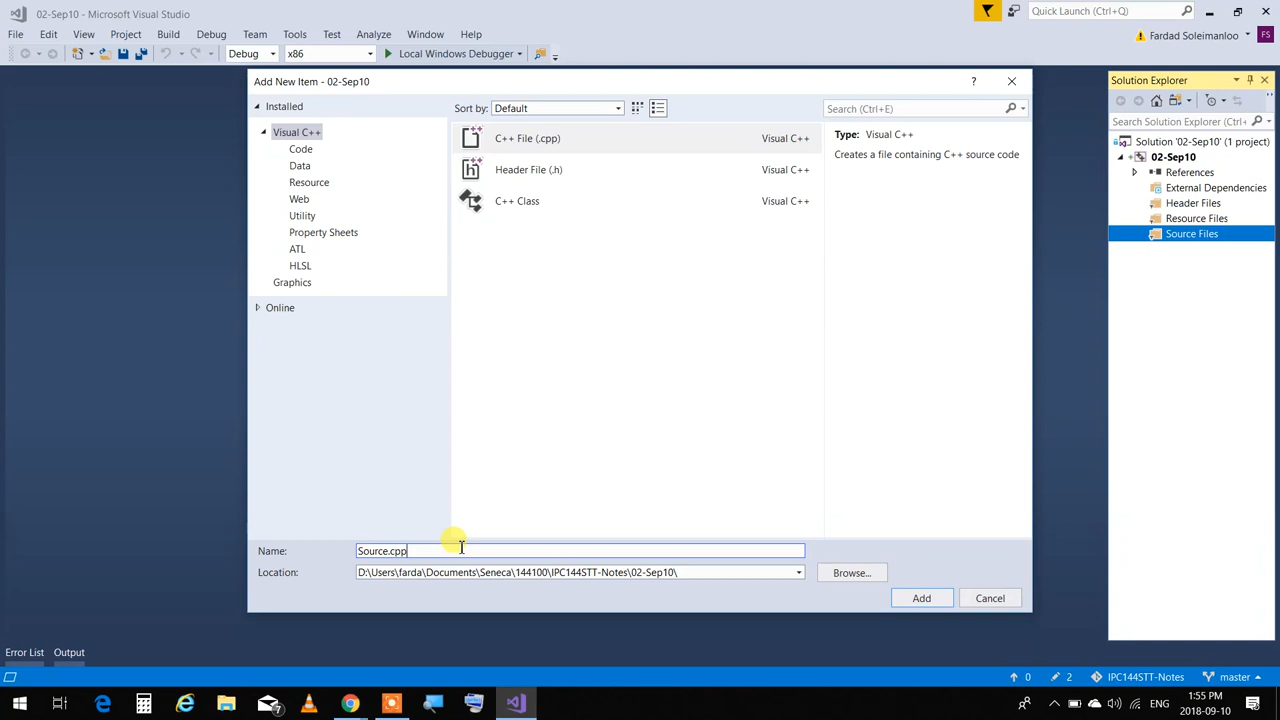 02-Sep10 - Microsoft Visual Studio
Quick Launch (Ctrl+Q)
File Edit View Project Build Debug Team Tools Test Analyze Window Help
Fardad Soleimanloo FS
Debug x86 Local Windows Debugger
Add New Item - 02-Sep10
?
Installed
Sort by: Default
Search (Ctrl+E)
Visual C++
Code
Data
Resource
Web
Utility
Property Sheets
ATL
HLSL
Graphics
Online
C++ File (.cpp) Visual C++
Header File (.h) Visual C++
C++ Class Visual C++
Type: Visual C++
Creates a file containing C++ source code
Name: Source.cpp
Location: D:\Users\farda\Documents\Seneca\144100\IPC144STT-Notes\02-Sep10\
Browse...
Add Cancel
Solution Explorer
Search Solution Explorer (Ctrl+
Solution '02-Sep10' (1 project)
02-Sep10
References
External Dependencies
Header Files
Resource Files
Source Files
Error List Output
0 2 IPC144STT-Notes master
7
ENG
1:55 PM
2018-09-10